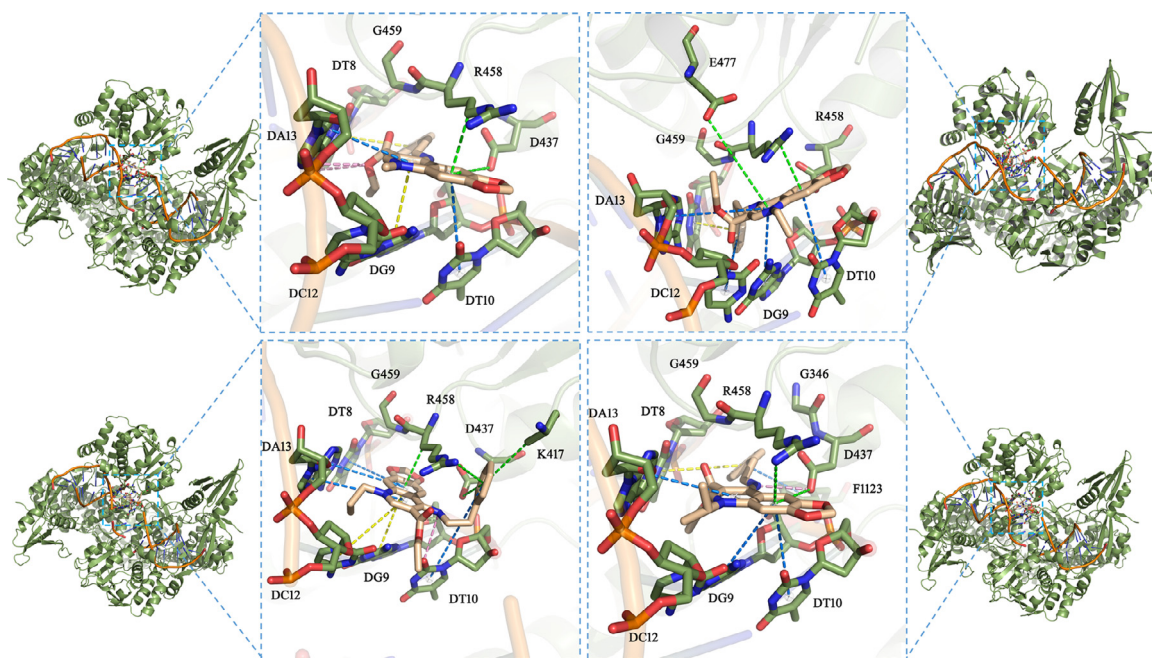 G459
DT8
R458
DA13
D437
DG9
DT10
E477
G459
R458
DA13
DC12
DG9
DT10
G459
DT8
R458
DA13
D437
K417
DG9
DC12
DT10
G459
R458
G346
DA13
DT8
D437
F1123
DG9
DT10
DC12